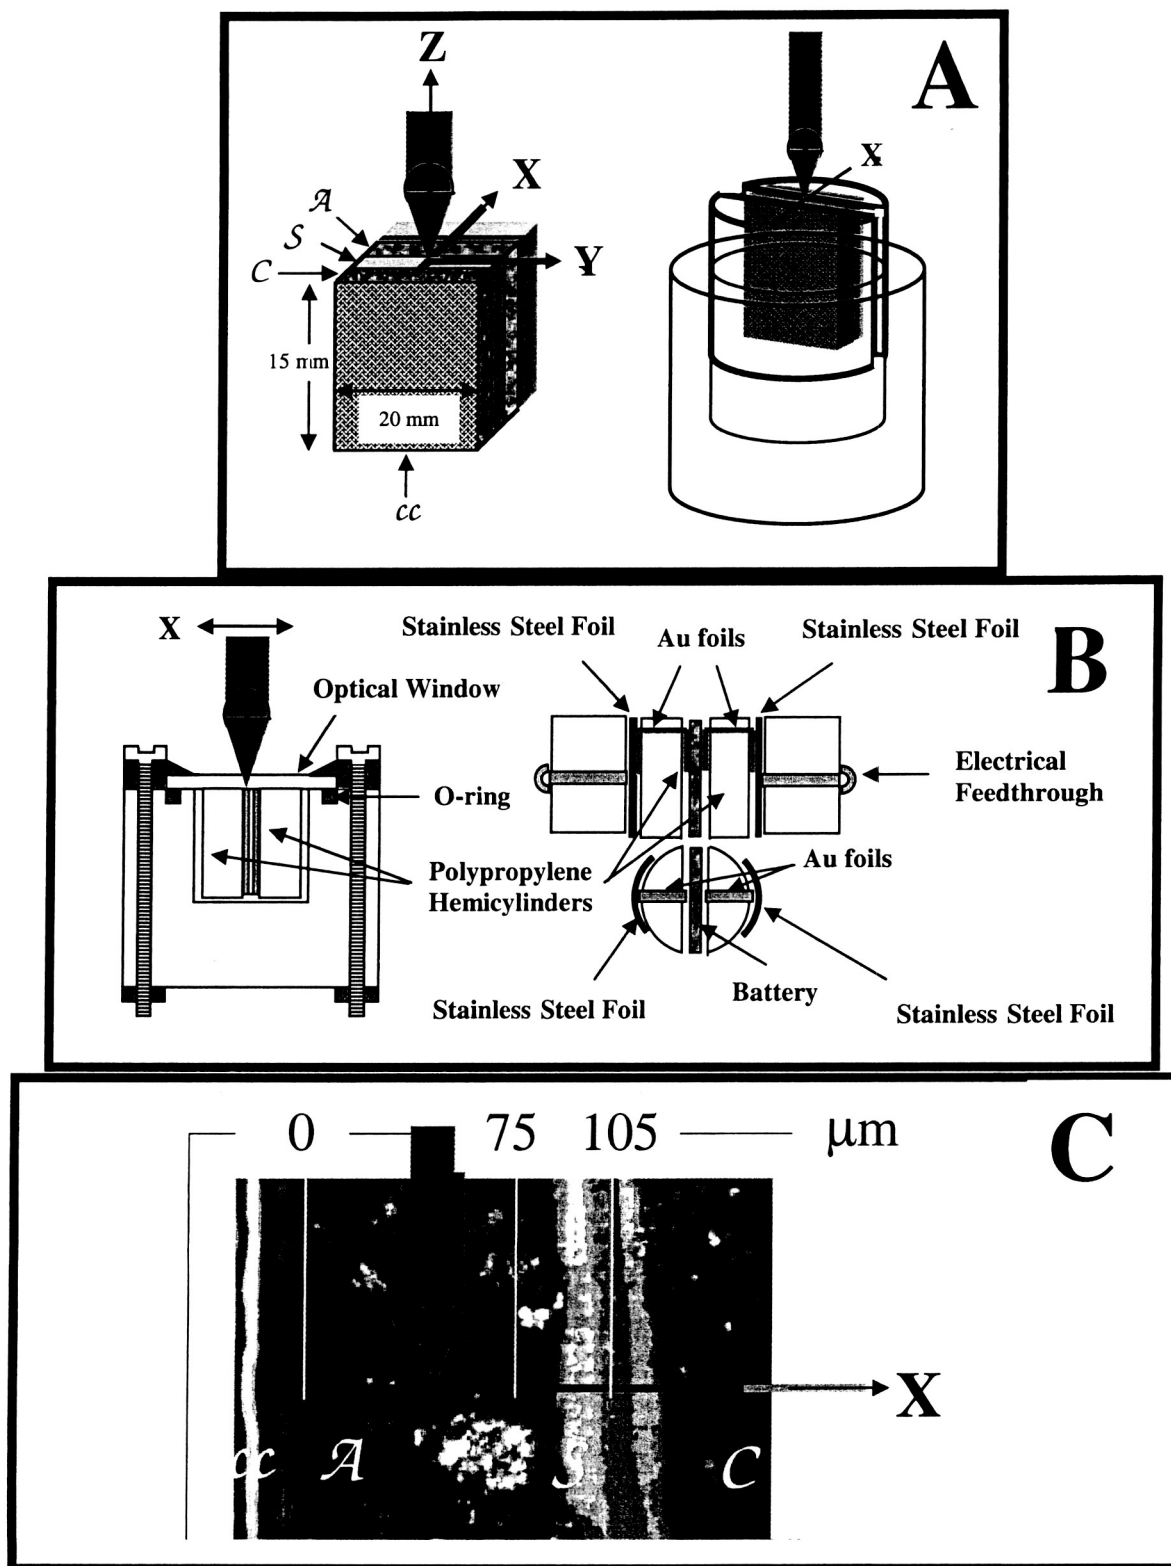 A
Z
X
X
A
S
C
Y
15 mm
20 mm
cc
B
X
Stainless Steel Foil
Au foils
Stainless Steel Foil
Optical Window
O-ring
Electrical
Feedthrough
Polypropylene
Hemicylinders
Au foils
Battery
Stainless Steel Foil
Stainless Steel Foil
C
0 75 105 μm
X
cc A S C